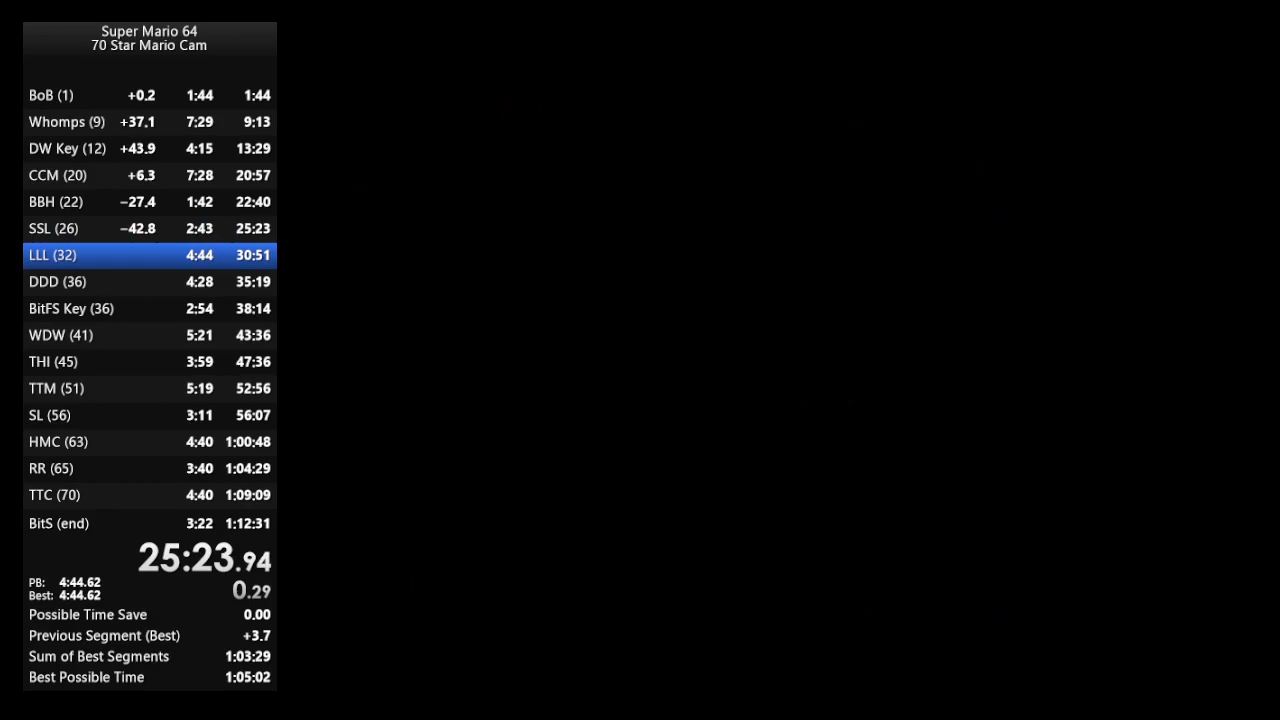 Super Mario 64
70 Star Mario Cam
BoB (1) +0.2 1:44 1:44
Whomps (9) +37.1 7:29 9:13
DW Key (12) +43.9 4:15 13:29
CCM (20) +6.3 7:28 20:57
BBH (22) −27.4 1:42 22:40
SSL (26) −42.8 2:43 25:23
LLL (32) 4:44 30:51
DDD (36) 4:28 35:19
BitFS Key (36) 2:54 38:14
WDW (41) 5:21 43:36
THI (45) 3:59 47:36
TTM (51) 5:19 52:56
SL (56) 3:11 56:07
HMC (63) 4:40 1:00:48
RR (65) 3:40 1:04:29
TTC (70) 4:40 1:09:09
BitS (end) 3:22 1:12:31
25:23.94
PB: 4:44.62
Best: 4:44.62 0.29
Possible Time Save 0.00
Previous Segment (Best) +3.7
Sum of Best Segments 1:03:29
Best Possible Time 1:05:02